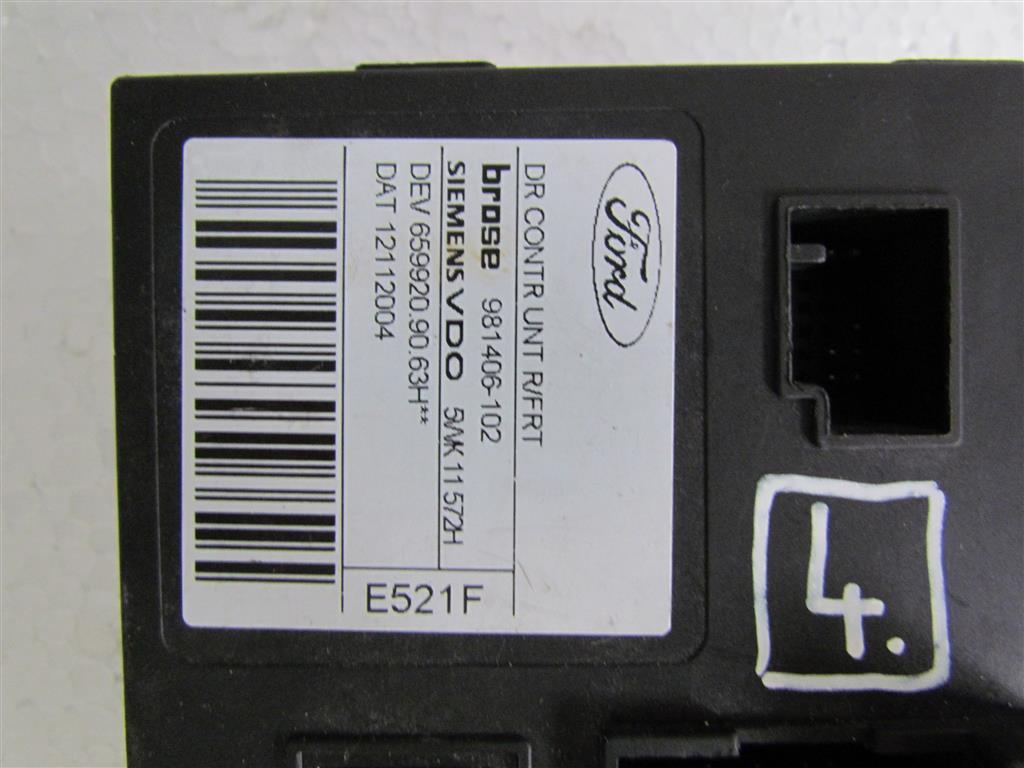 Ford
DR CONTR UNT R/FRT
brose 981406-102
SIEMENS VDO 5WK11572H
DEV 659920.90.63H**
DAT 12112004
E521F
4.